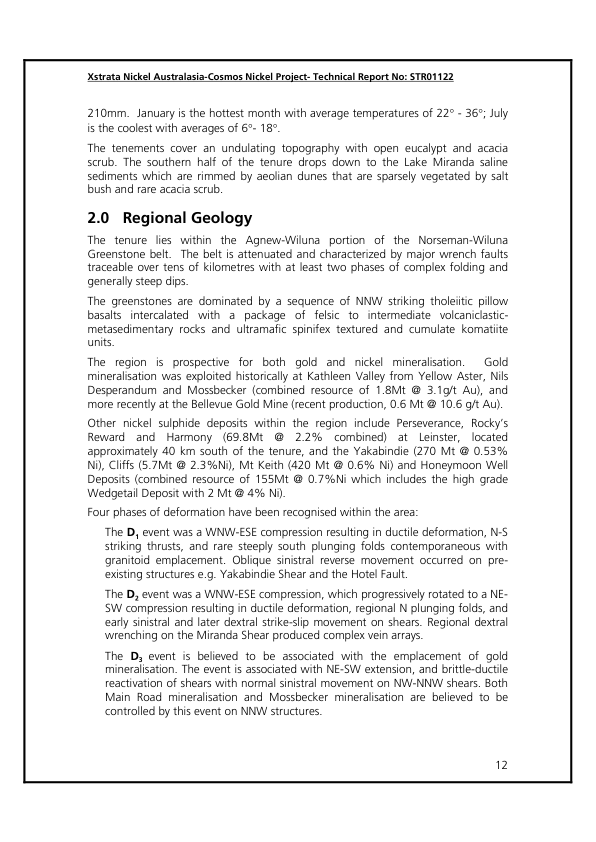 Xstrata Nickel Australasia-Cosmos Nickel Project- Technical Report No: STR01122
210mm.  January is the hottest month with average temperatures of 22° - 36°; July
is the coolest with averages of 6°- 18°.
The tenements cover an undulating topography with open eucalypt and acacia
scrub. The southern half of the tenure drops down to the Lake Miranda saline
sediments which are rimmed by aeolian dunes that are sparsely vegetated by salt
bush and rare acacia scrub.
2.0 Regional Geology
The tenure lies within the Agnew-Wiluna portion of the Norseman-Wiluna
Greenstone belt.  The belt is attenuated and characterized by major wrench faults
traceable over tens of kilometres with at least two phases of complex folding and
generally steep dips.
The greenstones are dominated by a sequence of NNW striking tholeiitic pillow
basalts intercalated with a package of felsic to intermediate volcaniclastic-
metasedimentary rocks and ultramafic spinifex textured and cumulate komatiite
units.
The region is prospective for both gold and nickel mineralisation.  Gold
mineralisation was exploited historically at Kathleen Valley from Yellow Aster, Nils
Desperandum and Mossbecker (combined resource of 1.8Mt @ 3.1g/t Au), and
more recently at the Bellevue Gold Mine (recent production, 0.6 Mt @ 10.6 g/t Au).
Other nickel sulphide deposits within the region include Perseverance, Rocky's
Reward and Harmony (69.8Mt @ 2.2% combined) at Leinster, located
approximately 40 km south of the tenure, and the Yakabindie (270 Mt @ 0.53%
Ni), Cliffs (5.7Mt @ 2.3%Ni), Mt Keith (420 Mt @ 0.6% Ni) and Honeymoon Well
Deposits (combined resource of 155Mt @ 0.7%Ni which includes the high grade
Wedgetail Deposit with 2 Mt @ 4% Ni).
Four phases of deformation have been recognised within the area:
The D1 event was a WNW-ESE compression resulting in ductile deformation, N-S
striking thrusts, and rare steeply south plunging folds contemporaneous with
granitoid emplacement. Oblique sinistral reverse movement occurred on pre-
existing structures e.g. Yakabindie Shear and the Hotel Fault.
The D2 event was a WNW-ESE compression, which progressively rotated to a NE-
SW compression resulting in ductile deformation, regional N plunging folds, and
early sinistral and later dextral strike-slip movement on shears. Regional dextral
wrenching on the Miranda Shear produced complex vein arrays.
The D3 event is believed to be associated with the emplacement of gold
mineralisation. The event is associated with NE-SW extension, and brittle-ductile
reactivation of shears with normal sinistral movement on NW-NNW shears. Both
Main Road mineralisation and Mossbecker mineralisation are believed to be
controlled by this event on NNW structures.
12